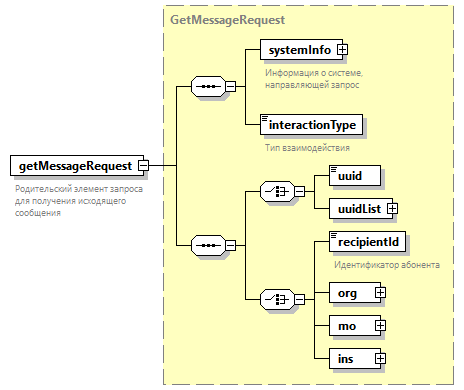 GetMessageRequest
systemInfo
Информация о системе,
направляющей запрос
interactionType
Тип взаимодействия
getMessageRequest
Родительский элемент запроса
для получения исходящего
сообщения
uuid
uuidList
recipientId
Идентификатор абонента
org
mo
ins